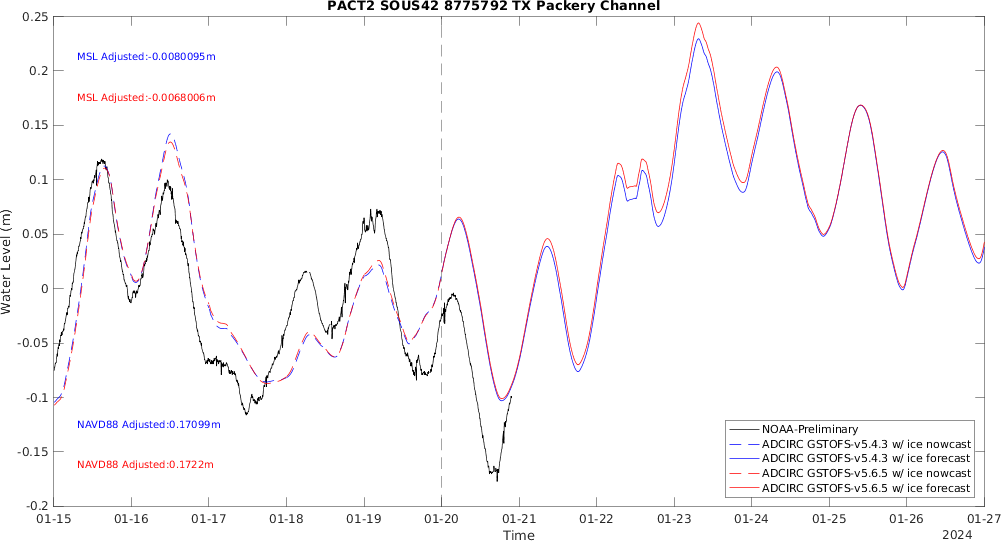 PACT2 SOUS42 8775792 TX Packery Channel
0.25
0.2
0.15
0.1
0.05
0
-0.05
-0.1
-0.15
-0.2
Water Level (m)
MSL Adjusted:-0.0080095m
MSL Adjusted:-0.0068006m
NAVD88 Adjusted:0.17099m
NAVD88 Adjusted:0.1722m
NOAA-Preliminary
ADCIRC GSTOFS-v5.4.3 w/ ice nowcast
ADCIRC GSTOFS-v5.4.3 w/ ice forecast
ADCIRC GSTOFS-v5.6.5 w/ ice nowcast
ADCIRC GSTOFS-v5.6.5 w/ ice forecast
01-15 01-16 01-17 01-18 01-19 01-20 01-21 01-22 01-23 01-24 01-25 01-26 01-27
Time
2024